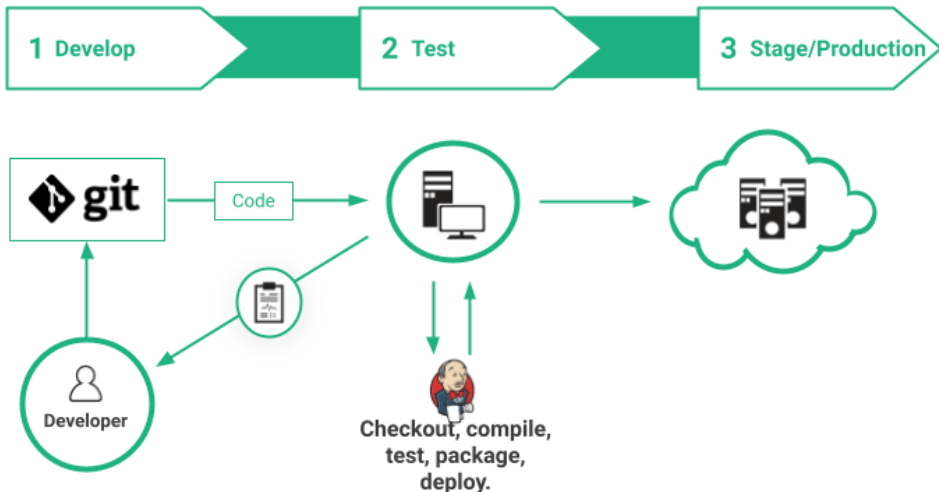 1 Develop
2 Test
3 Stage/Production
git
Code
Developer
Checkout, compile,
test, package,
deploy.